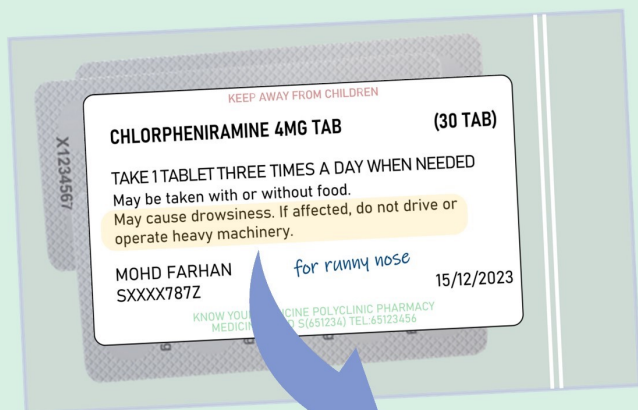 KEEP AWAY FROM CHILDREN
CHLORPHENIRAMINE 4MG TAB (30 TAB)
TAKE 1 TABLET THREE TIMES A DAY WHEN NEEDED
May be taken with or without food.
May cause drowsiness. If affected, do not drive or
operate heavy machinery.
MOHD FARHAN for runny nose
SXXXX787Z 15/12/2023
KNOW YOUR POLYCLINIC PHARMACY
S(651234) TEL:65123456
X1234567